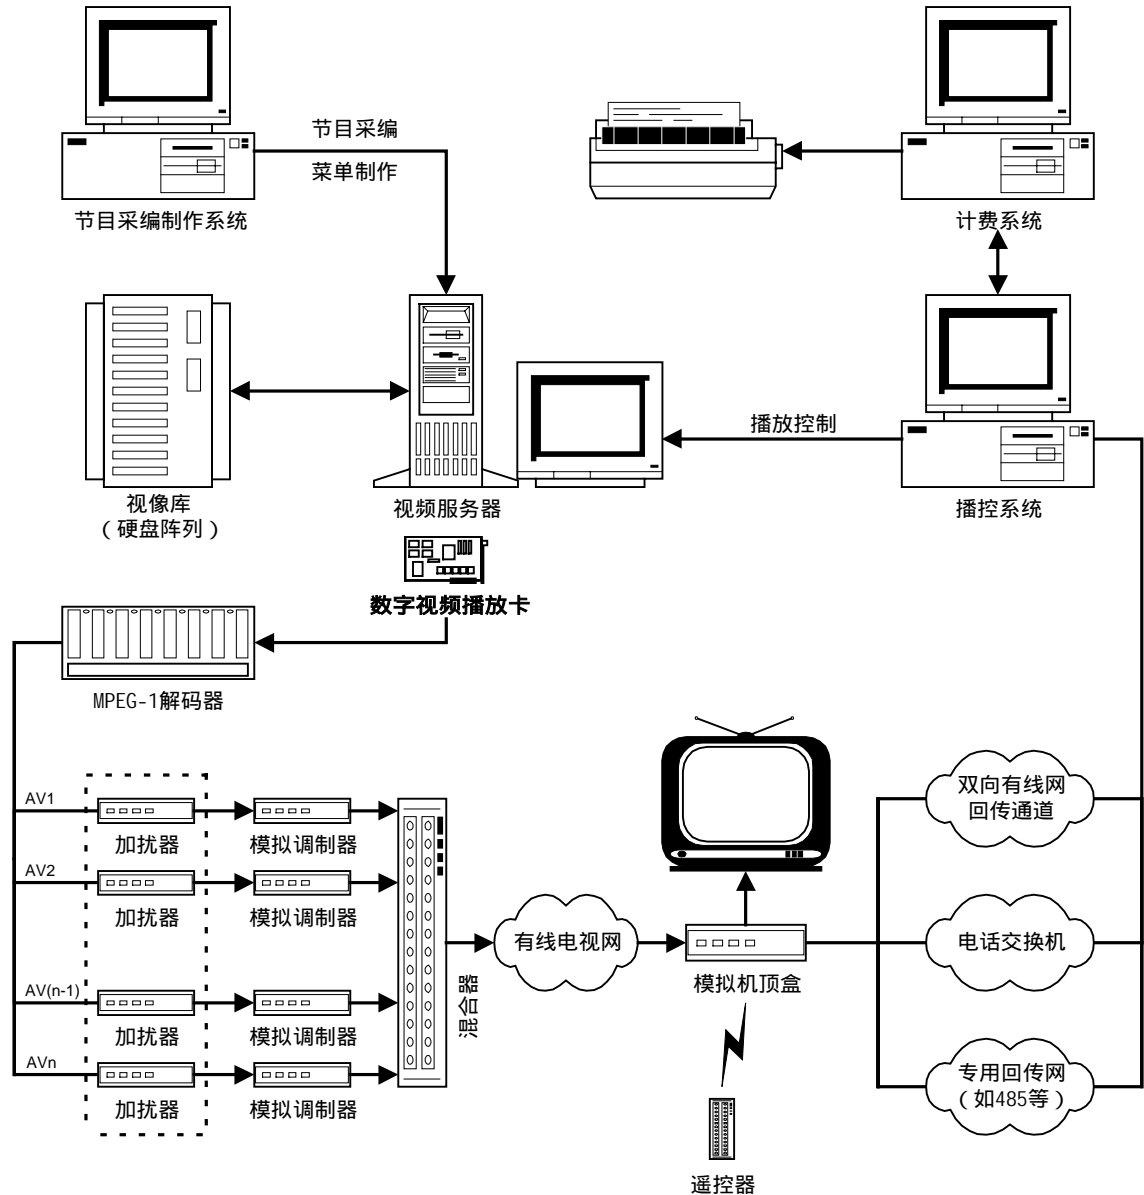 节目采编
菜单制作
节目采编制作系统
计费系统
播放控制
视像库
（硬盘阵列）
视频服务器
播控系统
数字视频播放卡
MPEG-1解码器
AV1
加扰器
模拟调制器
AV2
加扰器
模拟调制器
AV(n-1)
加扰器
模拟调制器
AVn
加扰器
模拟调制器
混合器
有线电视网
模拟机顶盒
遥控器
双向有线网
回传通道
电话交换机
专用回传网
（如485等）